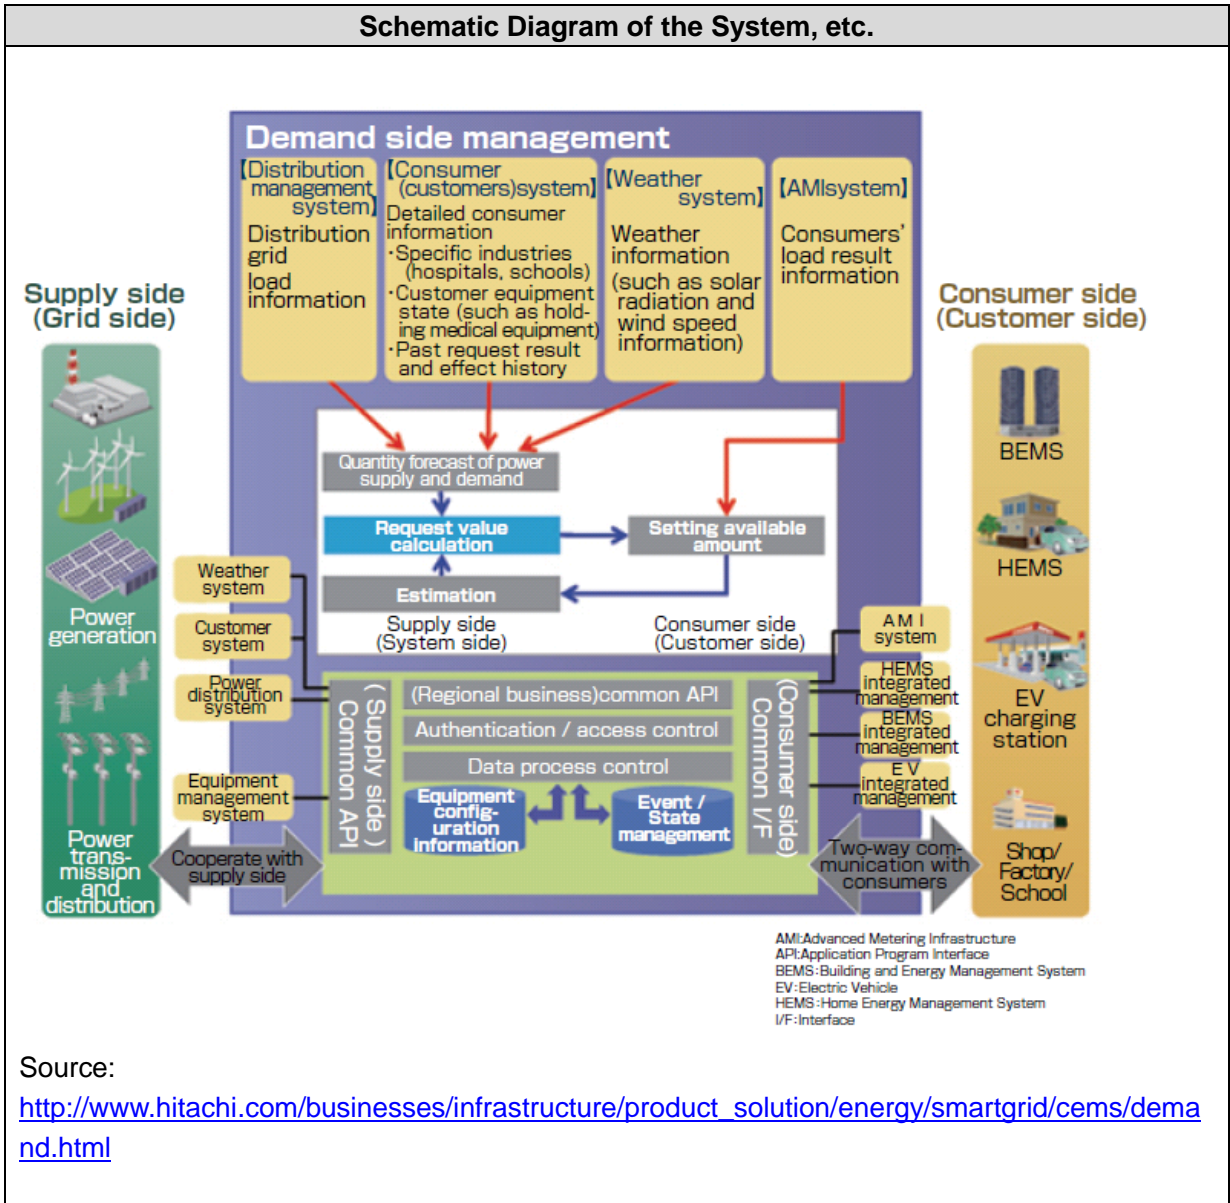 Schematic Diagram of the System, etc.
Demand side management
【Distribution
management
system】
Distribution
grid
load
information
【Consumer
(customers)system】
Detailed consumer
information
・Specific industries
(hospitals, schools)
・Customer equipment
state (such as hold-
ing medical equipment)
・Past request result
and effect history
【Weather
system】
Weather
information
(such as solar
radiation and
wind speed
information)
【AMIsystem】
Consumers'
load result
information
Supply side
(Grid side)
Power
generation
Power
trans-
mission
and
distribution
Consumer side
(Customer side)
BEMS
HEMS
EV
charging
station
Shop/
Factory/
School
Quantity forecast of power
supply and demand
Request value
calculation
Setting available
amount
Estimation
Supply side
(System side)
Consumer side
(Customer side)
Weather
system
Customer
system
Power
distribution
system
Equipment
management
system
Cooperate with
supply side
(Supply side)
Common API
(Regional business)common API
Authentication / access control
Data process control
Equipment
config-
uration
information
Event /
State
management
(Consumer side)
Common I/F
AMI
system
HEMS
integrated
management
BEMS
integrated
management
EV
integrated
management
Two-way com-
munication with
consumers
AMI:Advanced Metering Infrastructure
API:Application Program Interface
BEMS:Building and Energy Management System
EV:Electric Vehicle
HEMS:Home Energy Management System
I/F:Interface
Source:
http://www.hitachi.com/businesses/infrastructure/product_solution/energy/smartgrid/cems/dema
nd.html